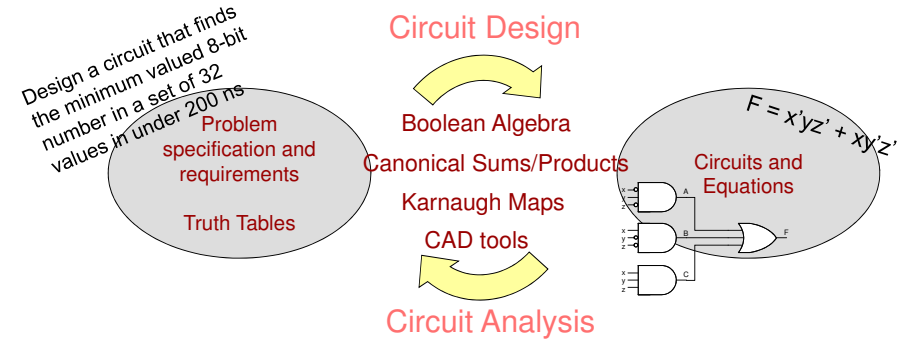 Circuit Design
Design a circuit that finds
the minimum valued 8-bit
number in a set of 32
values in under 200 ns
Problem
specification and
requirements
Truth Tables
Boolean Algebra
Canonical Sums/Products
Karnaugh Maps
CAD tools
F = x'yz' + xy'z'
Circuits and
Equations
x
z
A
x
y
z
B
F
x
y
z
C
Circuit Analysis